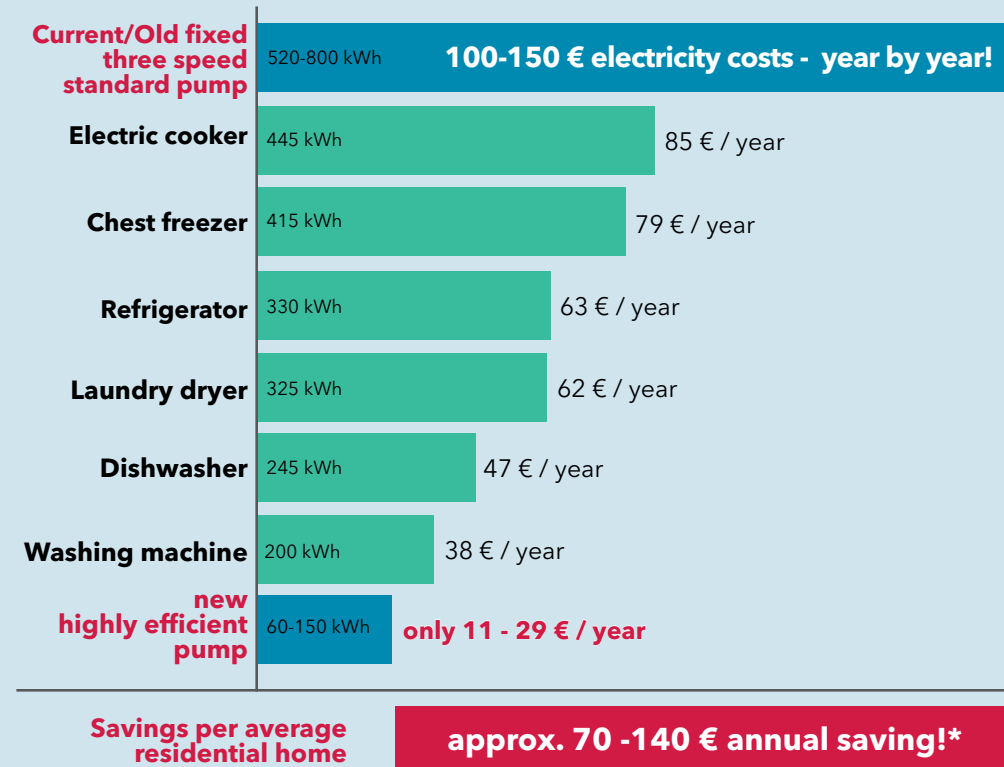 Current/Old fixed
three speed
standard pump
520-800 kWh
100-150 € electricity costs - year by year!
Electric cooker
445 kWh
85 € / year
Chest freezer
415 kWh
79 € / year
Refrigerator
330 kWh
63 € / year
Laundry dryer
325 kWh
62 € / year
Dishwasher
245 kWh
47 € / year
Washing machine
200 kWh
38 € / year
new
highly efficient
pump
60-150 kWh
only 11 - 29 € / year
Savings per average
residential home
approx. 70 -140 € annual saving!*